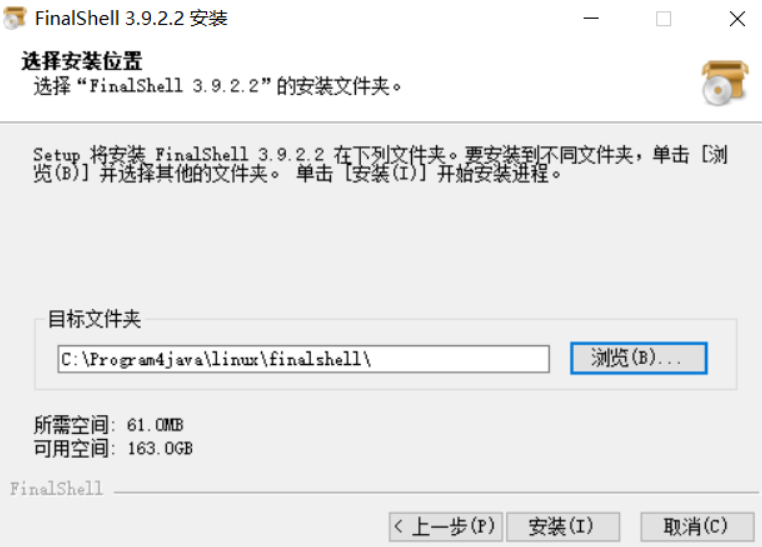 FinalShell 3.9.2.2 安装
选择安装位置
选择“FinalShell 3.9.2.2”的安装文件夹。
Setup 将安装 FinalShell 3.9.2.2 在下列文件夹。要安装到不同文件夹，单击 [浏
览(B)] 并选择其他的文件夹。 单击 [安装(I)] 开始安装进程。
目标文件夹
C:\Program4java\linux\finalshell\
浏览(B)...
所需空间: 61.0MB
可用空间: 163.0GB
FinalShell
< 上一步(P)
安装(I)
取消(C)